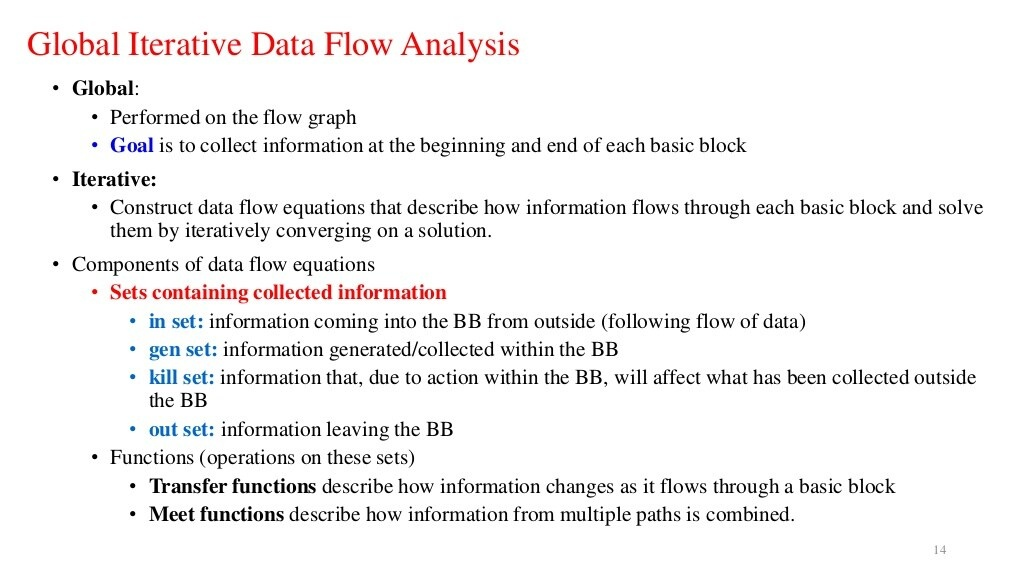 Global Iterative Data Flow Analysis
• Global:
• Performed on the flow graph
• Goal is to collect information at the beginning and end of each basic block
• Iterative:
• Construct data flow equations that describe how information flows through each basic block and solve
them by iteratively converging on a solution.
• Components of data flow equations
• Sets containing collected information
• in set: information coming into the BB from outside (following flow of data)
• gen set: information generated/collected within the BB
• kill set: information that, due to action within the BB, will affect what has been collected outside
the BB
• out set: information leaving the BB
• Functions (operations on these sets)
• Transfer functions describe how information changes as it flows through a basic block
• Meet functions describe how information from multiple paths is combined.
14